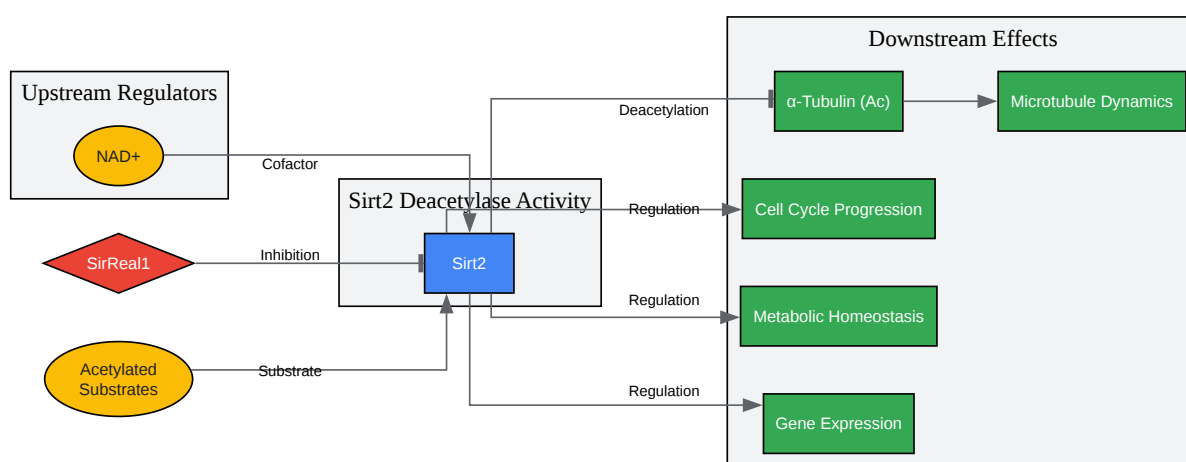 Downstream Effects
Upstream Regulators
α-Tubulin (Ac)
Microtubule Dynamics
Deacetylation
NAD+
Cofactor
Sirt2 Deacetylase Activity
Regulation
Cell Cycle Progression
SirReal1
Inhibition
Sirt2
Regulation
Metabolic Homeostasis
Acetylated
Substrates
Substrate
Regulation
Gene Expression